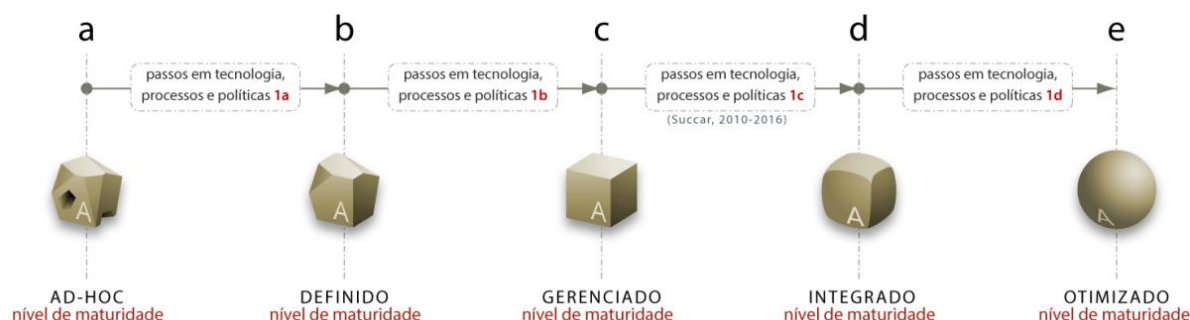 a
b
c
d
e
passos em tecnologia,
processos e políticas 1a
passos em tecnologia,
processos e políticas 1b
passos em tecnologia,
processos e políticas 1c
(Succar, 2010-2016)
passos em tecnologia,
processos e políticas 1d
A
A
A
A
A
AD-HOC
nível de maturidade
DEFINIDO
nível de maturidade
GERENCIADO
nível de maturidade
INTEGRADO
nível de maturidade
OTIMIZADO
nível de maturidade